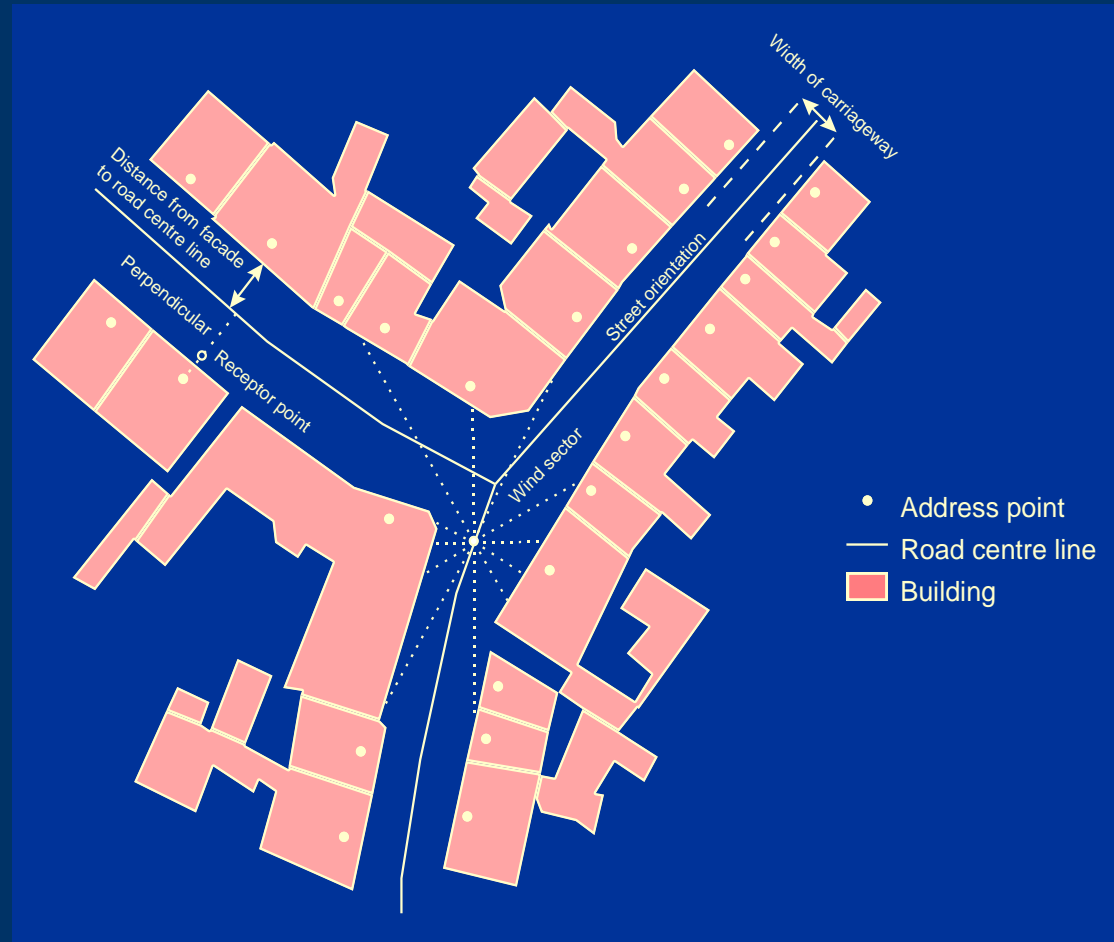 Width of carriageway
Distance from facade
to road centre line
Perpendicular
Receptor point
Street orientation
Wind sector
Address point
Road centre line
Building